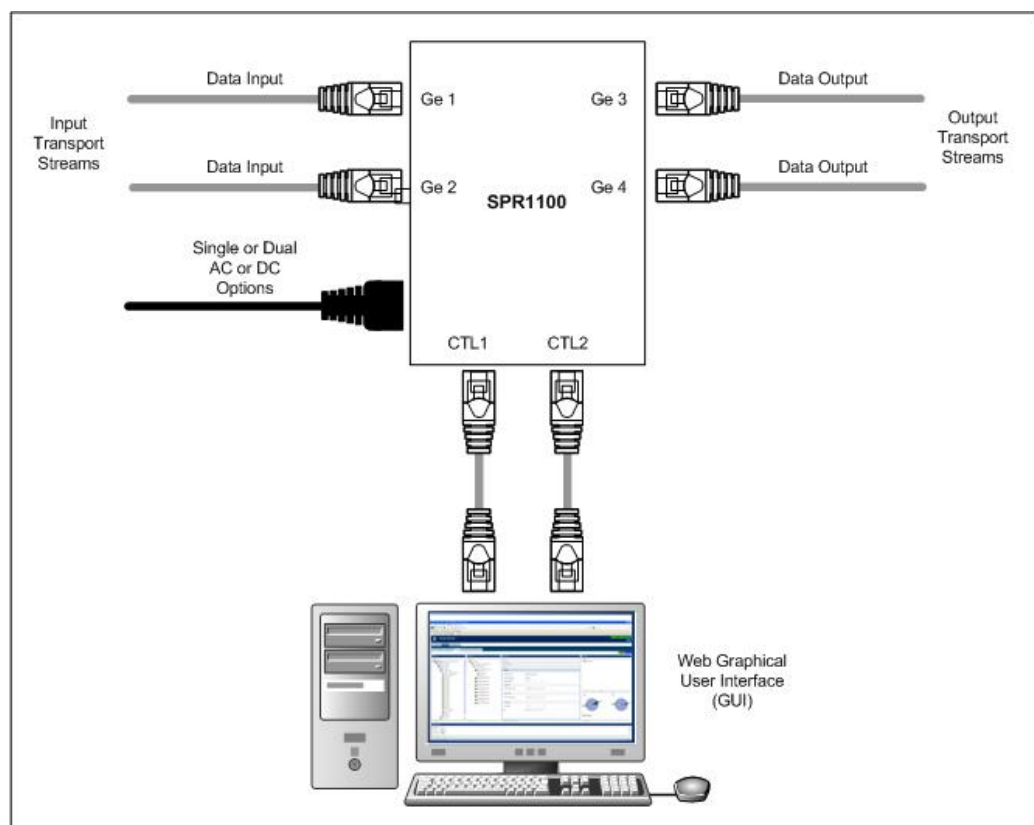 Data Input
Ge 1
Ge 3
Data Output
Input
Transport
Streams
Output
Transport
Streams
Data Input
Ge 2
SPR1100
Ge 4
Data Output
Single or Dual
AC or DC
Options
CTL1
CTL2
Web Graphical
User Interface
(GUI)